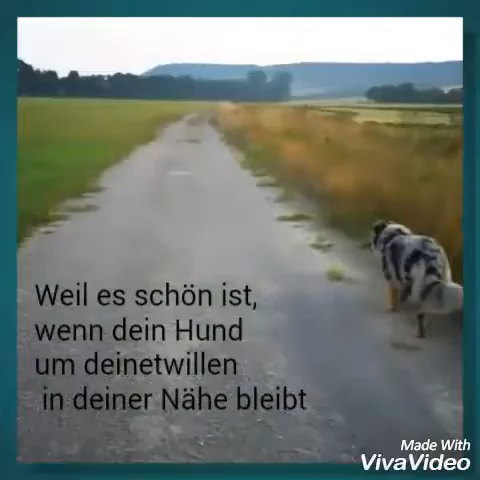 Weil es schön ist,
wenn dein Hund
um deinetwillen
in deiner Nähe bleibt
Made With
VivaVideo